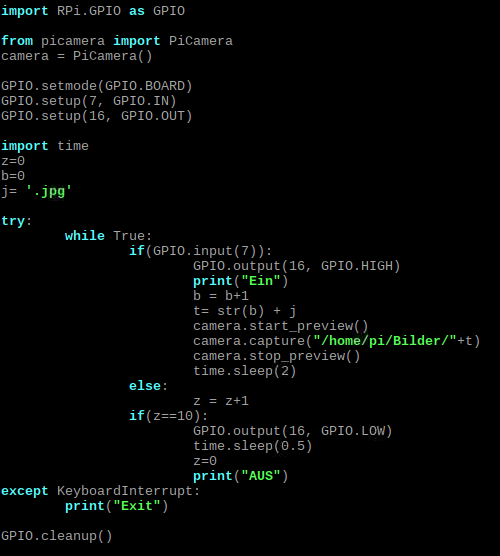 import RPi.GPIO as GPIO

from picamera import PiCamera
camera = PiCamera()

GPIO.setmode(GPIO.BOARD)
GPIO.setup(7, GPIO.IN)
GPIO.setup(16, GPIO.OUT)

import time
z=0
b=0
j= '.jpg'

try:
        while True:
                if(GPIO.input(7)):
                        GPIO.output(16, GPIO.HIGH)
                        print("Ein")
                        b = b+1
                        t= str(b) + j
                        camera.start_preview()
                        camera.capture("/home/pi/Bilder/"+t)
                        camera.stop_preview()
                        time.sleep(2)
                else:
                        z = z+1
                if(z==10):
                        GPIO.output(16, GPIO.LOW)
                        time.sleep(0.5)
                        z=0
                        print("AUS")
except KeyboardInterrupt:
        print("Exit")

GPIO.cleanup()